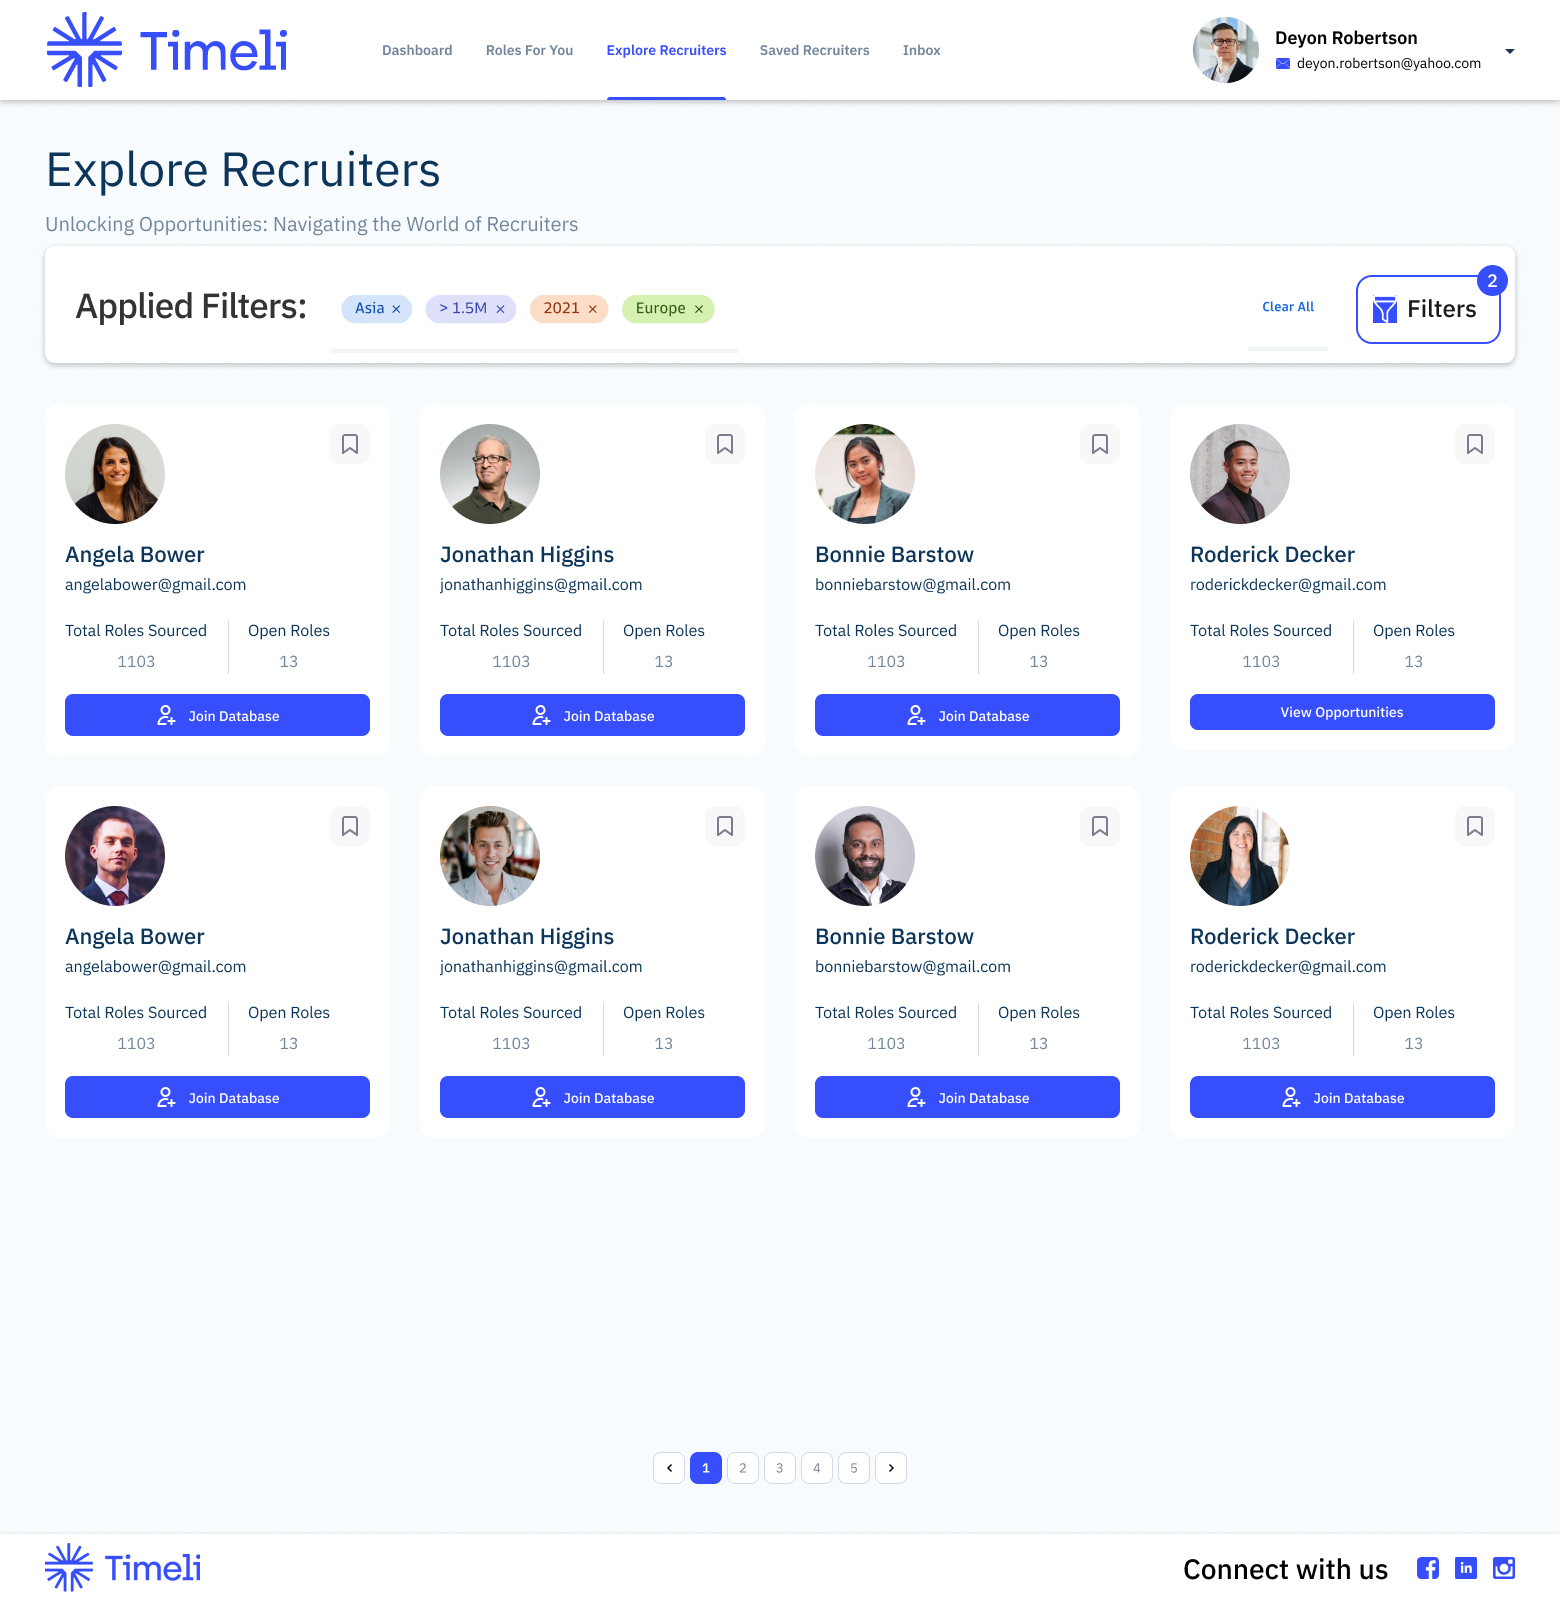 Timeli
Dashboard Roles For You Explore Recruiters Saved Recruiters Inbox
Deyon Robertson
deyon.robertson@yahoo.com
Explore Recruiters
Unlocking Opportunities: Navigating the World of Recruiters
Applied Filters: Asia × > 1.5M × 2021 × Europe × Clear All Filters 2
Angela Bower Jonathan Higgins Bonnie Barstow Roderick Decker
angelabower@gmail.com jonathanhiggins@gmail.com bonniebarstow@gmail.com roderickdecker@gmail.com
Total Roles Sourced Open Roles Total Roles Sourced Open Roles Total Roles Sourced Open Roles Total Roles Sourced Open Roles
1103 13 1103 13 1103 13 1103 13
Join Database Join Database Join Database View Opportunities
Angela Bower Jonathan Higgins Bonnie Barstow Roderick Decker
angelabower@gmail.com jonathanhiggins@gmail.com bonniebarstow@gmail.com roderickdecker@gmail.com
Total Roles Sourced Open Roles Total Roles Sourced Open Roles Total Roles Sourced Open Roles Total Roles Sourced Open Roles
1103 13 1103 13 1103 13 1103 13
Join Database Join Database Join Database Join Database
1 2 3 4 5
Timeli Connect with us in